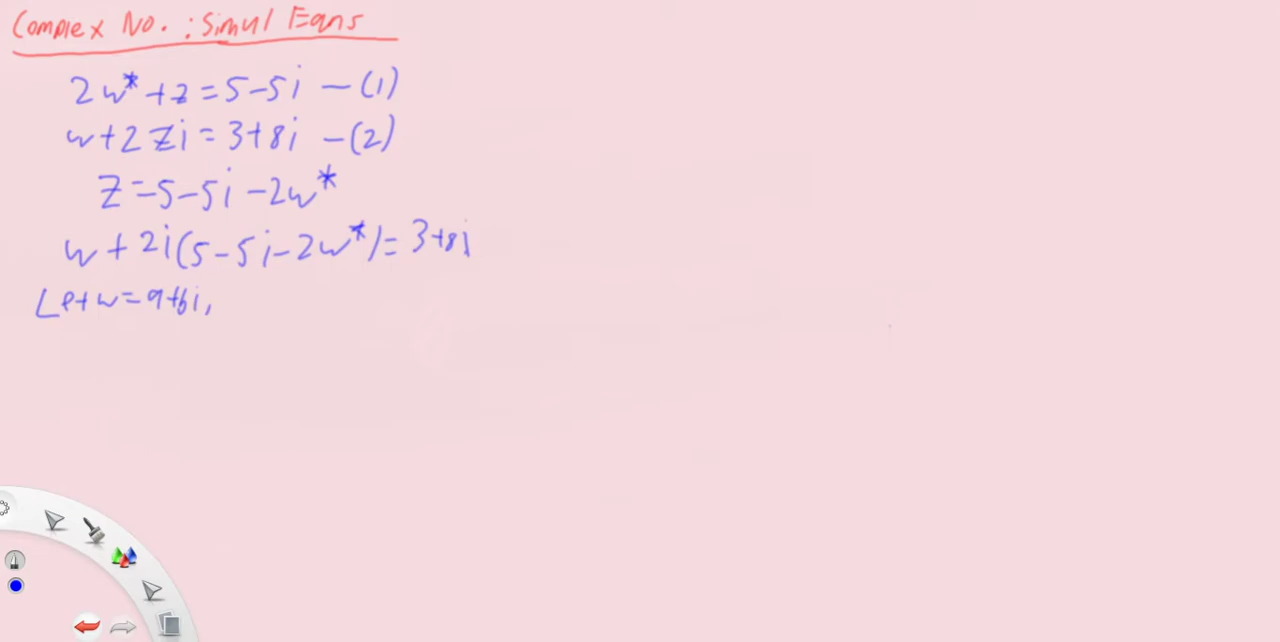 Complex No. : Simul Eqns
2w* + z = 5 - 5i — (1)
w + 2zi = 3 + 8i — (2)
z = 5 - 5i - 2w*
w + 2i(5 - 5i - 2w*) = 3 + 8i
Let w = a + bi,